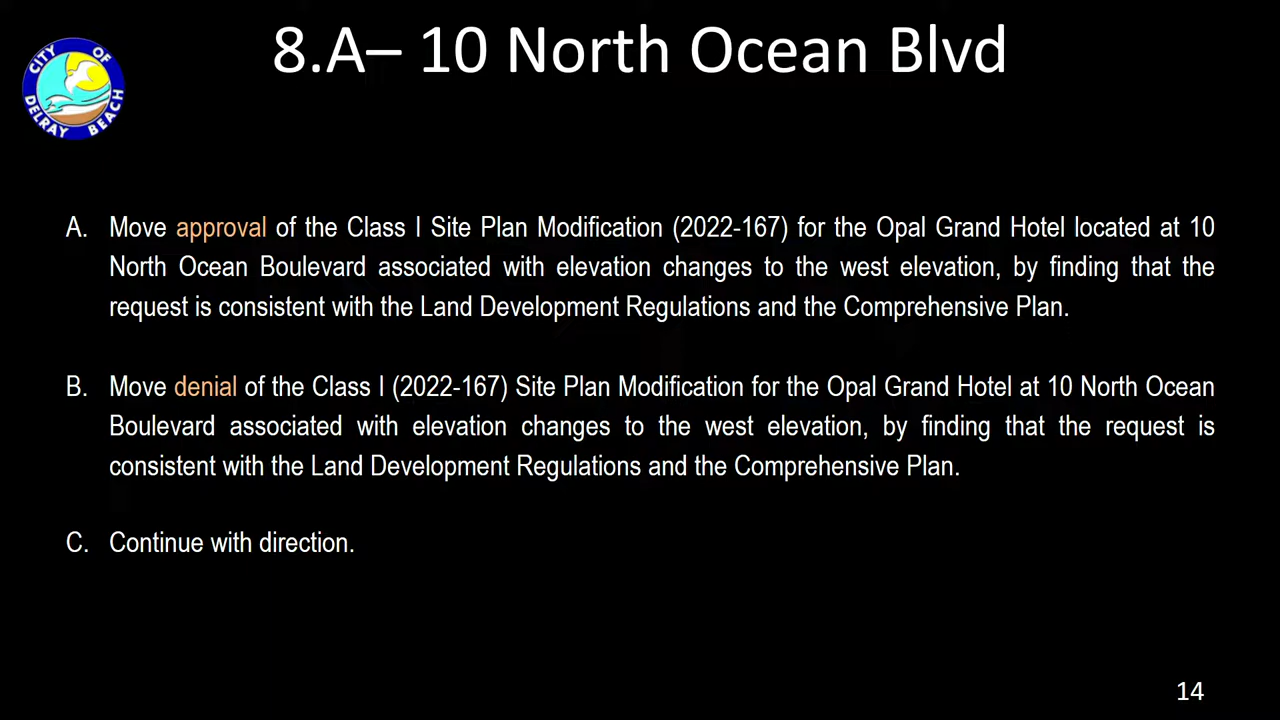 8.A– 10 North Ocean Blvd
CITY OF
DELRAY BEACH
A. Move approval of the Class I Site Plan Modification (2022-167) for the Opal Grand Hotel located at 10
North Ocean Boulevard associated with elevation changes to the west elevation, by finding that the
request is consistent with the Land Development Regulations and the Comprehensive Plan.
B. Move denial of the Class I (2022-167) Site Plan Modification for the Opal Grand Hotel at 10 North Ocean
Boulevard associated with elevation changes to the west elevation, by finding that the request is
consistent with the Land Development Regulations and the Comprehensive Plan.
C. Continue with direction.
14